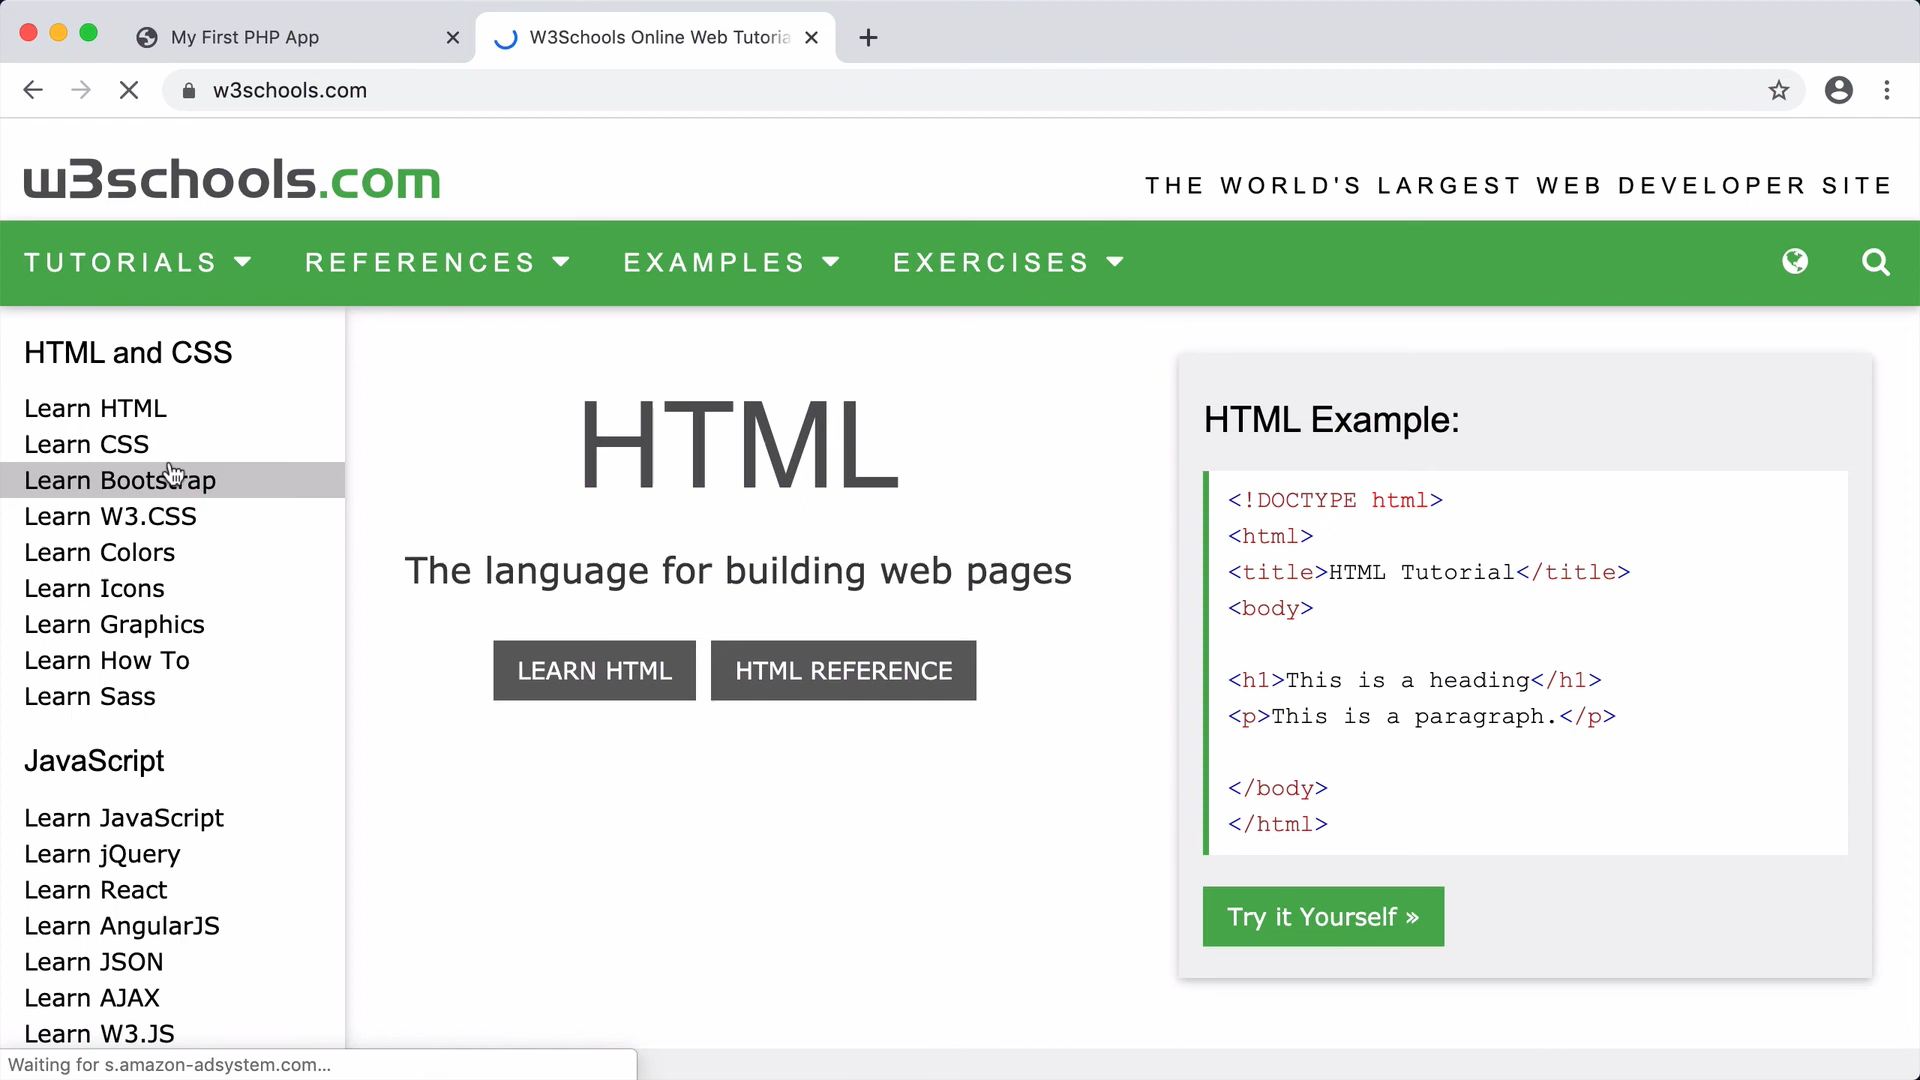 My First PHP App
W3Schools Online Web Tutoria
w3schools.com
w3schools.com
THE WORLD'S LARGEST WEB DEVELOPER SITE
TUTORIALS REFERENCES EXAMPLES EXERCISES
HTML and CSS
Learn HTML
Learn CSS
Learn Bootstrap
Learn W3.CSS
Learn Colors
Learn Icons
Learn Graphics
Learn How To
Learn Sass
JavaScript
Learn JavaScript
Learn jQuery
Learn React
Learn AngularJS
Learn JSON
Learn AJAX
Learn W3.JS
HTML
The language for building web pages
LEARN HTML HTML REFERENCE
HTML Example:
<!DOCTYPE html>
<html>
<title>HTML Tutorial</title>
<body>
<h1>This is a heading</h1>
<p>This is a paragraph.</p>
</body>
</html>
Try it Yourself »
Waiting for s.amazon-adsystem.com...